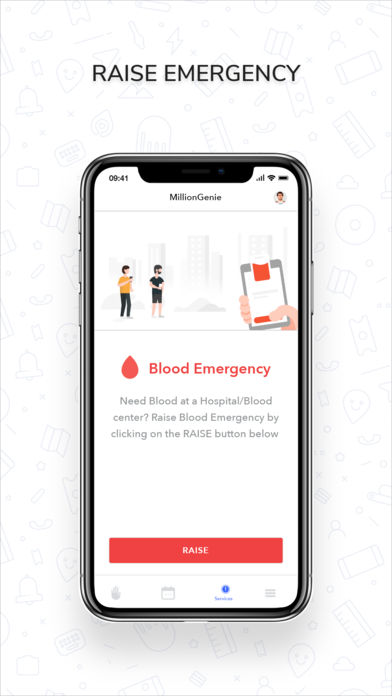 RAISE EMERGENCY
09:41
MillionGenie
Blood Emergency
Need Blood at a Hospital/Blood
center? Raise Blood Emergency by
clicking on the RAISE button below
RAISE
Services